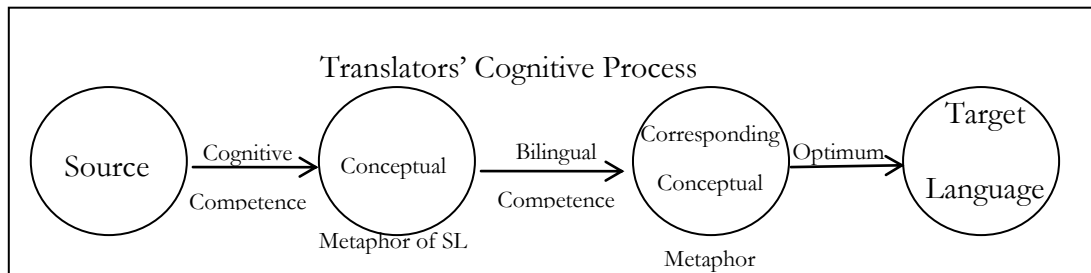 Translators' Cognitive Process
Source
Cognitive
Competence
Conceptual
Metaphor of SL
Bilingual
Competence
Corresponding
Conceptual
Metaphor
Optimum
Target
Language